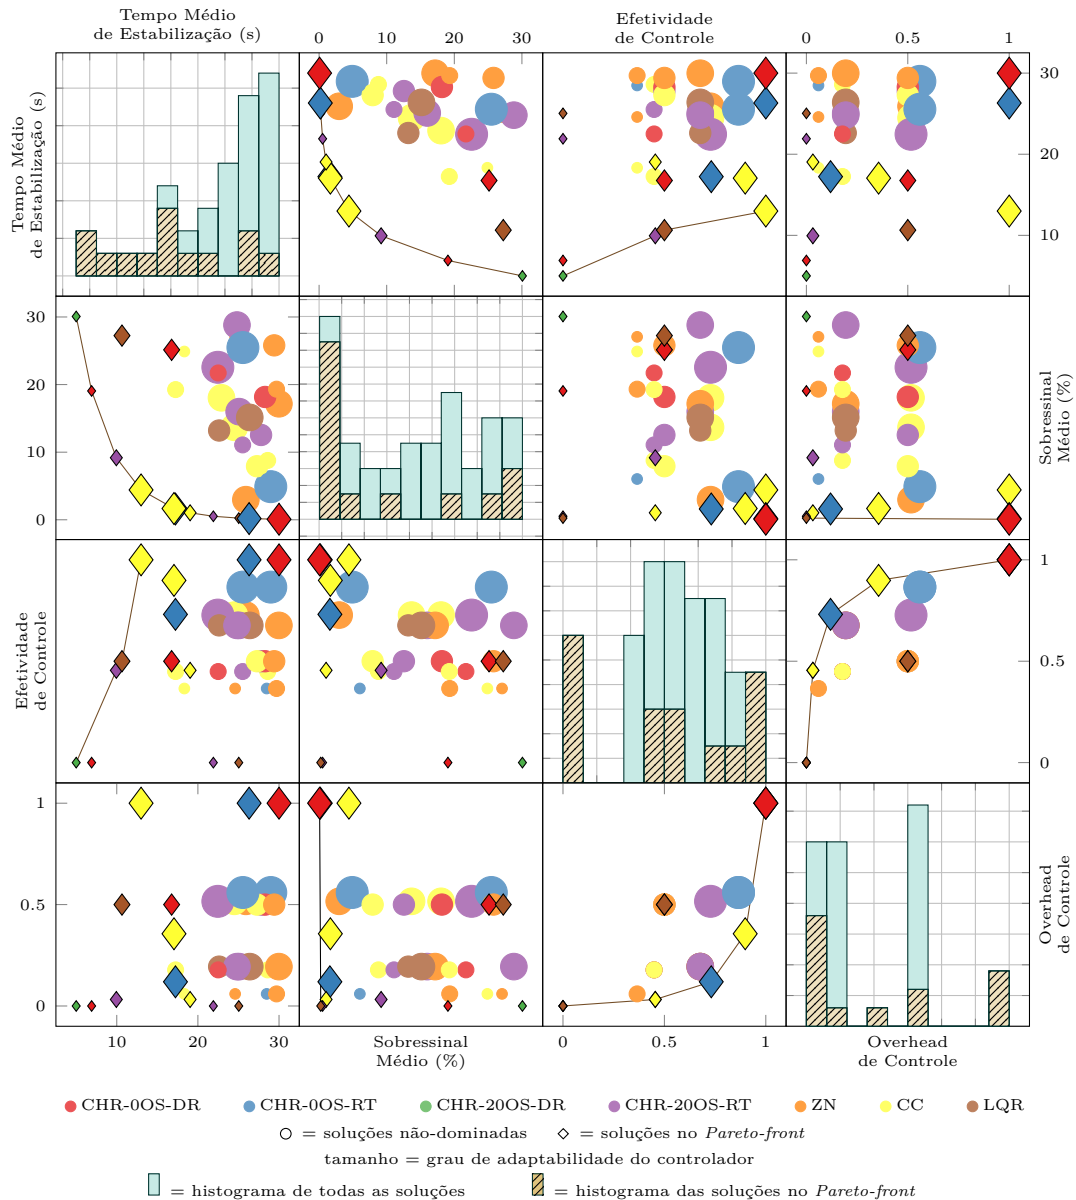 Tempo Médio
de Estabilização (s)
Efetividade
de Controle
0 10 20 30
0 0.5 1
Tempo Médio
de Estabilização (s)
30
20
10
30
20
10
0
Sobressinal
Médio (%)
Efetividade
de Controle
1
0.5
0
1
0.5
0
Overhead
de Controle
10 20 30
Sobressinal
Médio (%)
0 0.5 1
Overhead
de Controle
CHR-0OS-DR CHR-0OS-RT CHR-20OS-DR CHR-20OS-RT ZN CC LQR
= soluções não-dominadas = soluções no Pareto-front
tamanho = grau de adaptabilidade do controlador
= histograma de todas as soluções = histograma das soluções no Pareto-front